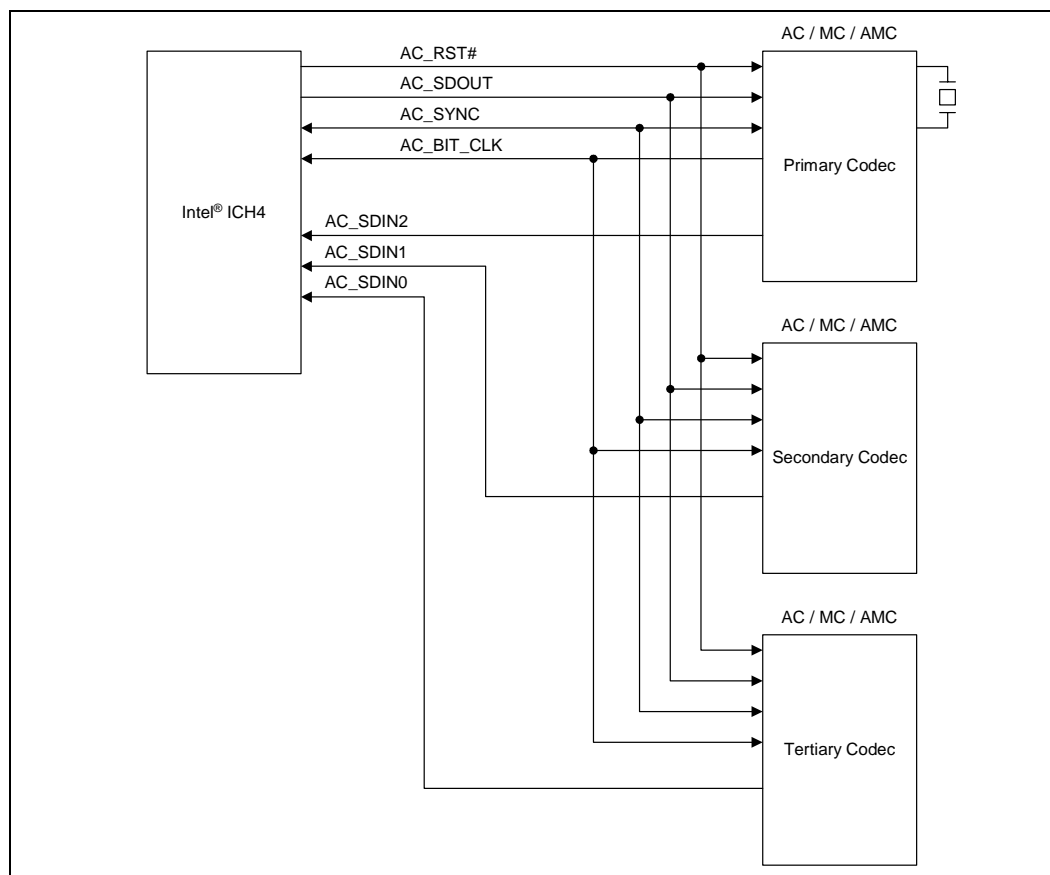 AC / MC / AMC
AC_RST#
AC_SDOUT
AC_SYNC
AC_BIT_CLK
Primary Codec
Intel® ICH4
AC_SDIN2
AC_SDIN1
AC_SDIN0
AC / MC / AMC
Secondary Codec
AC / MC / AMC
Tertiary Codec